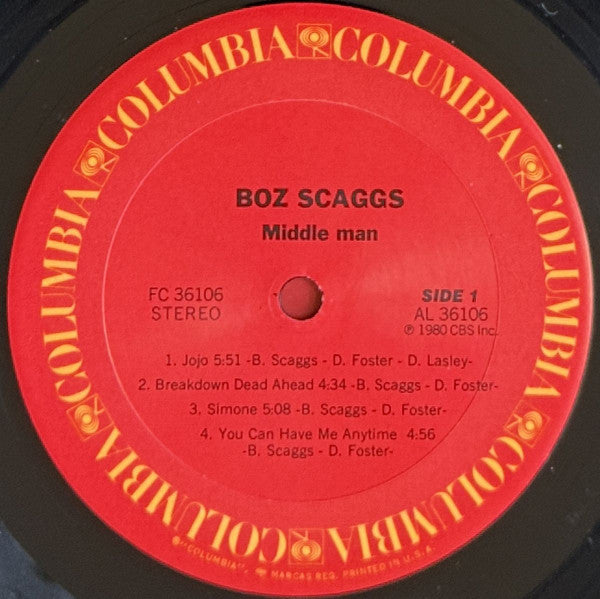 COLUMBIA COLUMBIA COLUMBIA COLUMBIA COLUMBIA COLUMBIA
BOZ SCAGGS
Middle man
FC 36106
STEREO
SIDE 1
AL 36106
℗ 1980 CBS Inc.
1. Jojo 5:51 -B. Scaggs - D. Foster - D. Lasley-
2. Breakdown Dead Ahead 4:34 -B. Scaggs - D. Foster-
3. Simone 5:08 -B. Scaggs - D. Foster-
4. You Can Have Me Anytime 4:56
-B. Scaggs - D. Foster-
"COLUMBIA", MARCAS REG. PRINTED IN U.S.A.